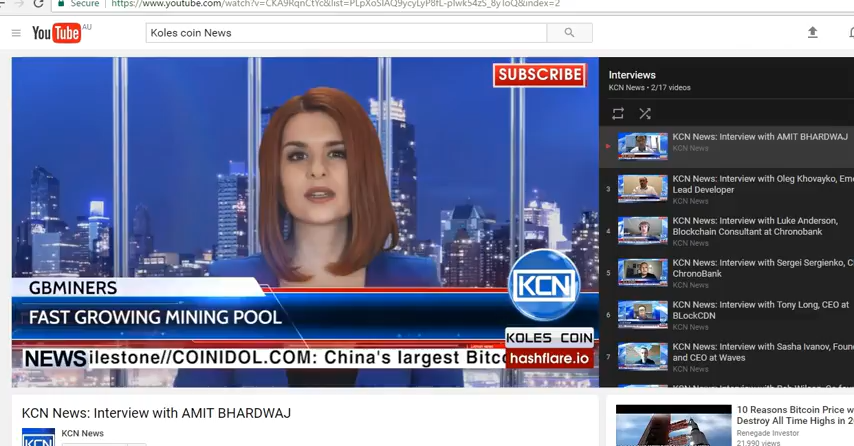 Secure
https://www.youtube.com/watch?v=CKA9RqnCtYc&list=PLpXoSIAQ9ycyLyP8fL-
YouTube AU
Koles coin News
SUBSCRIBE
GBMINERS
FAST GROWING MINING POOL
KCN
KOLES COIN
hashflare.io
NEWS
ilestone//COINIDOL.COM: China's largest Bitc
KCN News: Interview with AMIT BHARDWAJ
KCN News
Interviews
KCN News • 2/17 videos
KCN News: Interview with AMIT BHARDWAJ
KCN News
3
KCN News: Interview with Oleg Khovayko, Eme
Lead Developer
KCN News
4
KCN News: Interview with Luke Anderson,
Blockchain Consultant at Chronobank
KCN News
5
KCN News: Interview with Sergei Sergienko, C
ChronoBank
KCN News
6
KCN News: Interview with Tony Long, CEO at
BLockCDN
KCN News
7
KCN News: Interview with Sasha Ivanov, Foun
and CEO at Waves
KCN News
10 Reasons Bitcoin Price w
Destroy All Time Highs in 2
Renegade Investor
21,990 views